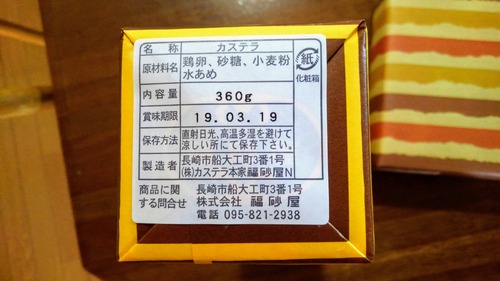 名称 カステラ
原材料名 鶏卵、砂糖、小麦粉
水あめ
内容量 360g
賞味期限 19.03.19
保存方法 直射日光、高温多湿を避けて
涼しい所にて保存下さい。
製造者 長崎市船大工町3番1号
(株)カステラ本家福砂屋N
紙
化粧箱
商品に関 長崎市船大工町3番1号
する問合せ 株式会社 福砂屋
電話 095-821-2938